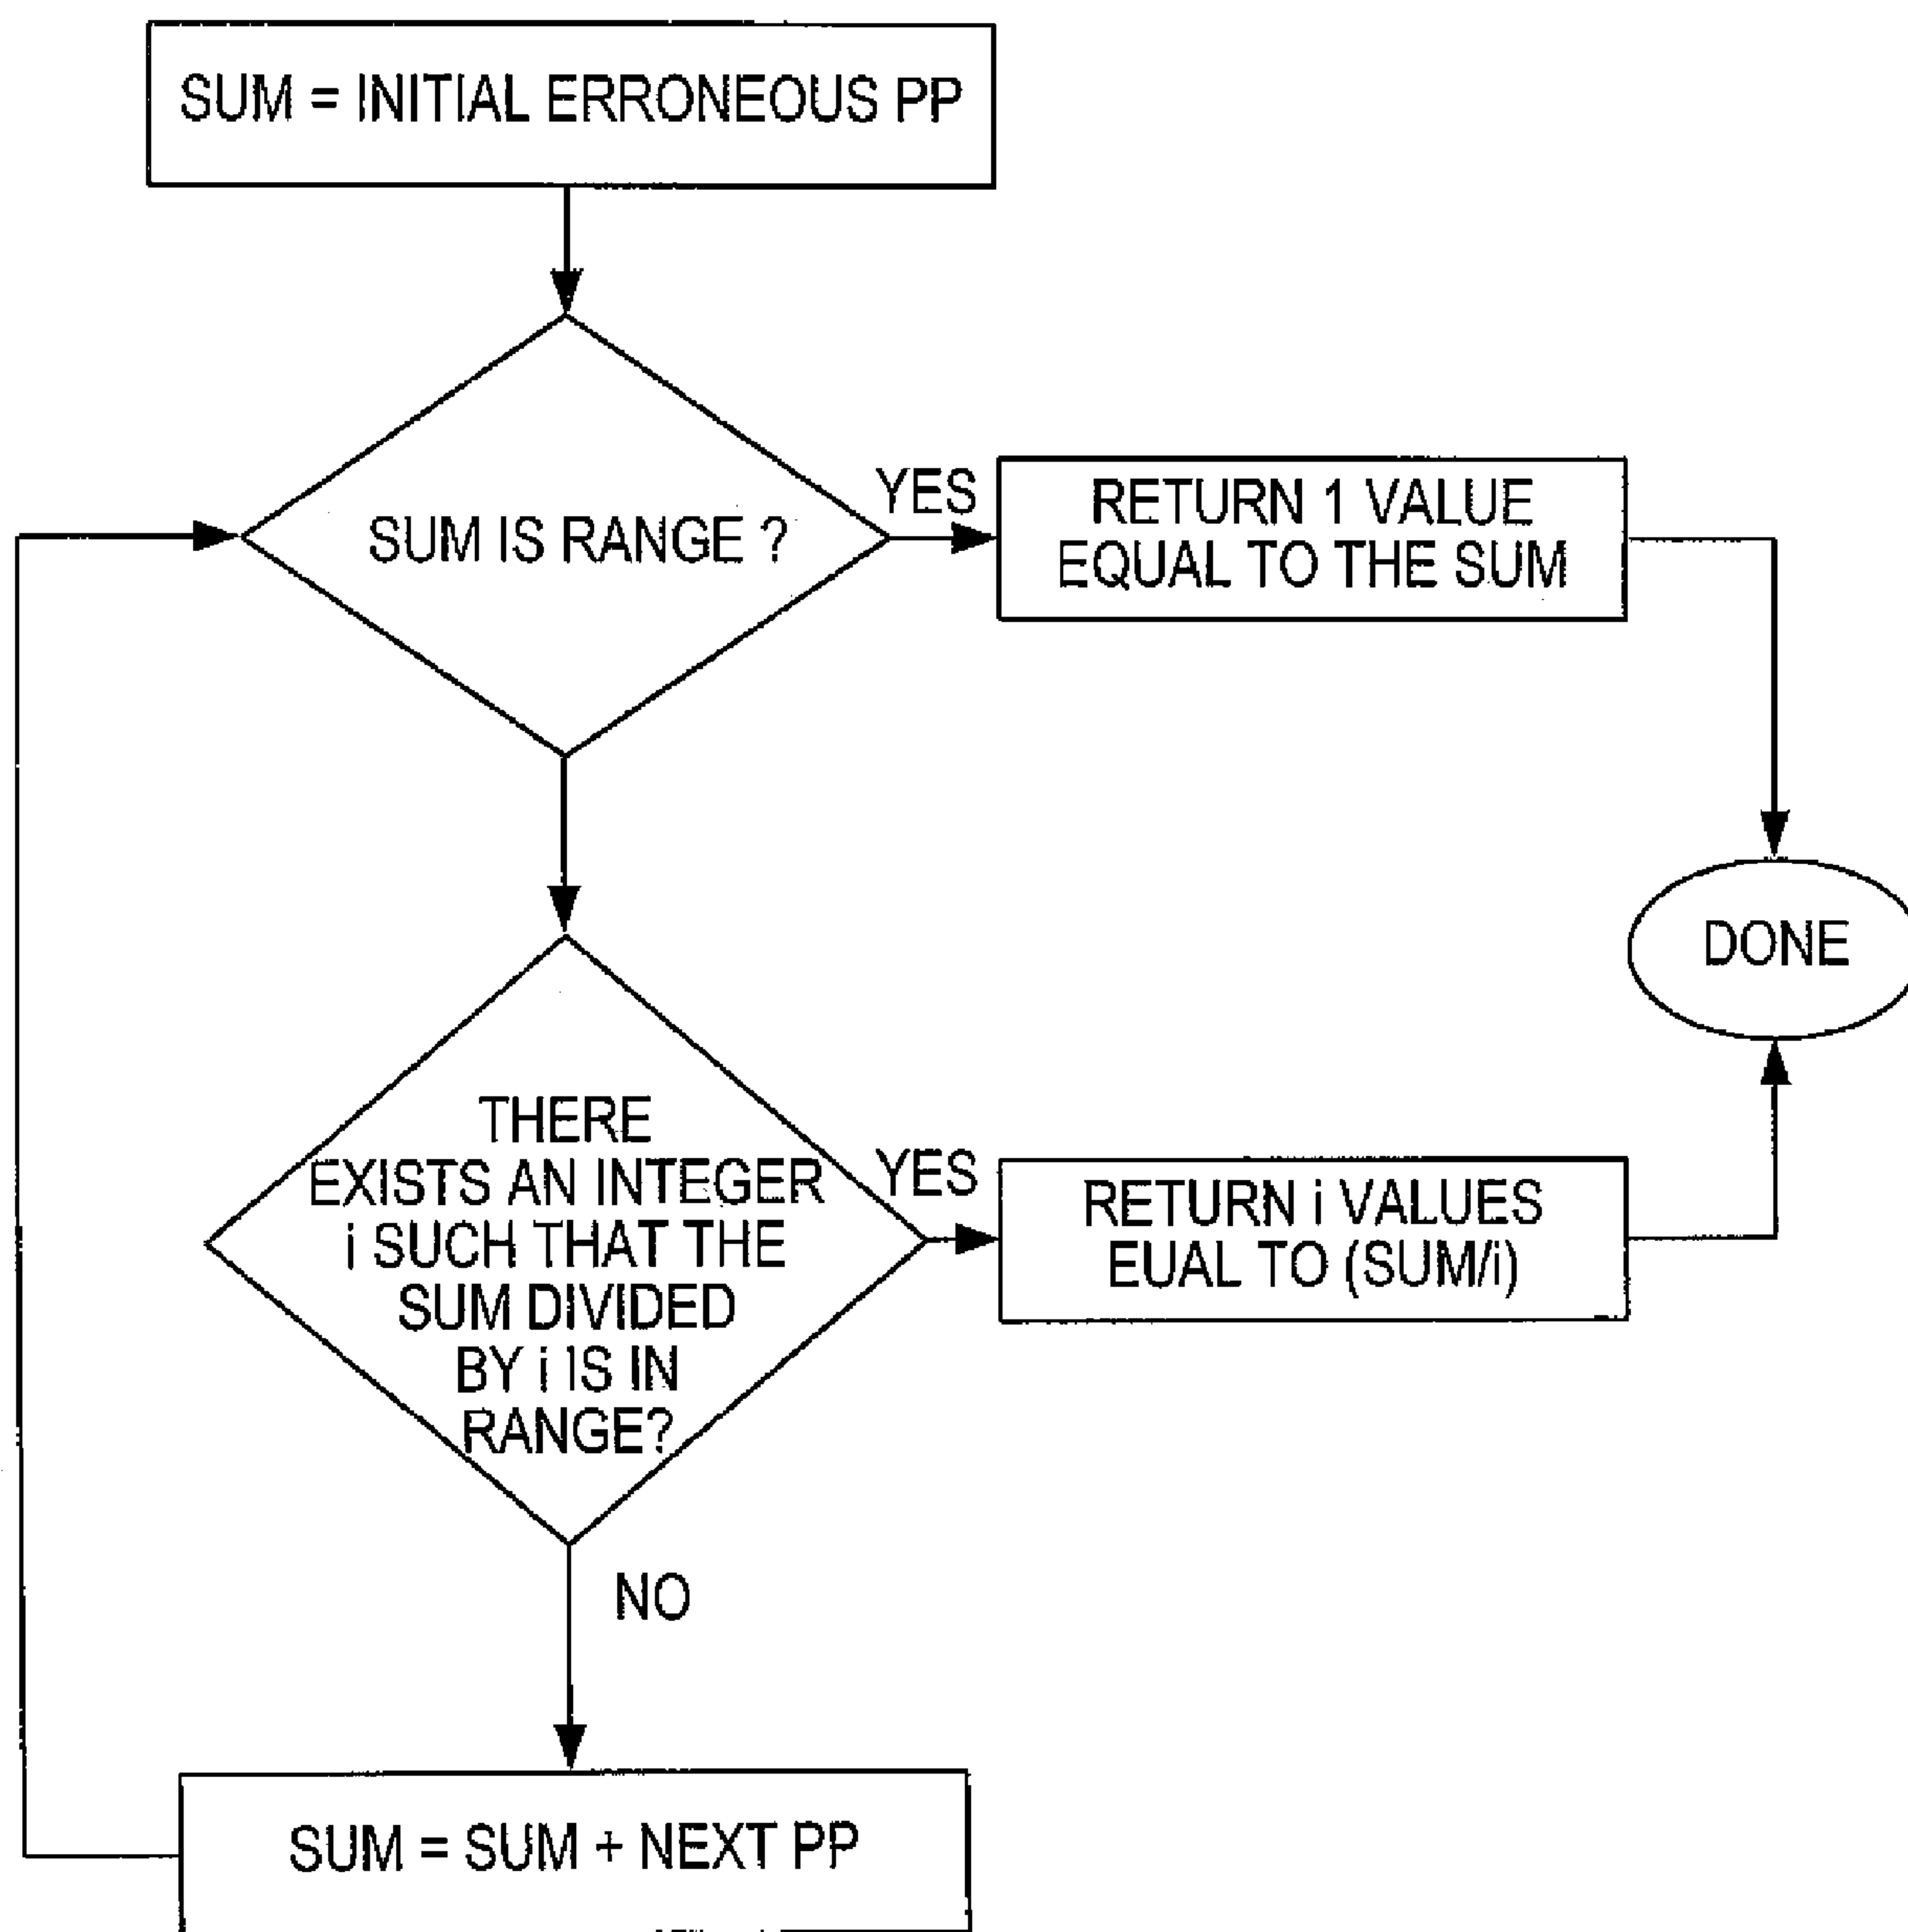 SUM = INITIAL ERRONEOUS PP
SUM IS RANGE ?
YES
RETURN 1 VALUE
EQUAL TO THE SUM
DONE
THERE
EXISTS AN INTEGER
i SUCH THAT THE
SUM DIVIDED
BY i IS IN
RANGE?
YES
RETURN i VALUES
EUAL TO (SUM/i)
NO
SUM = SUM + NEXT PP